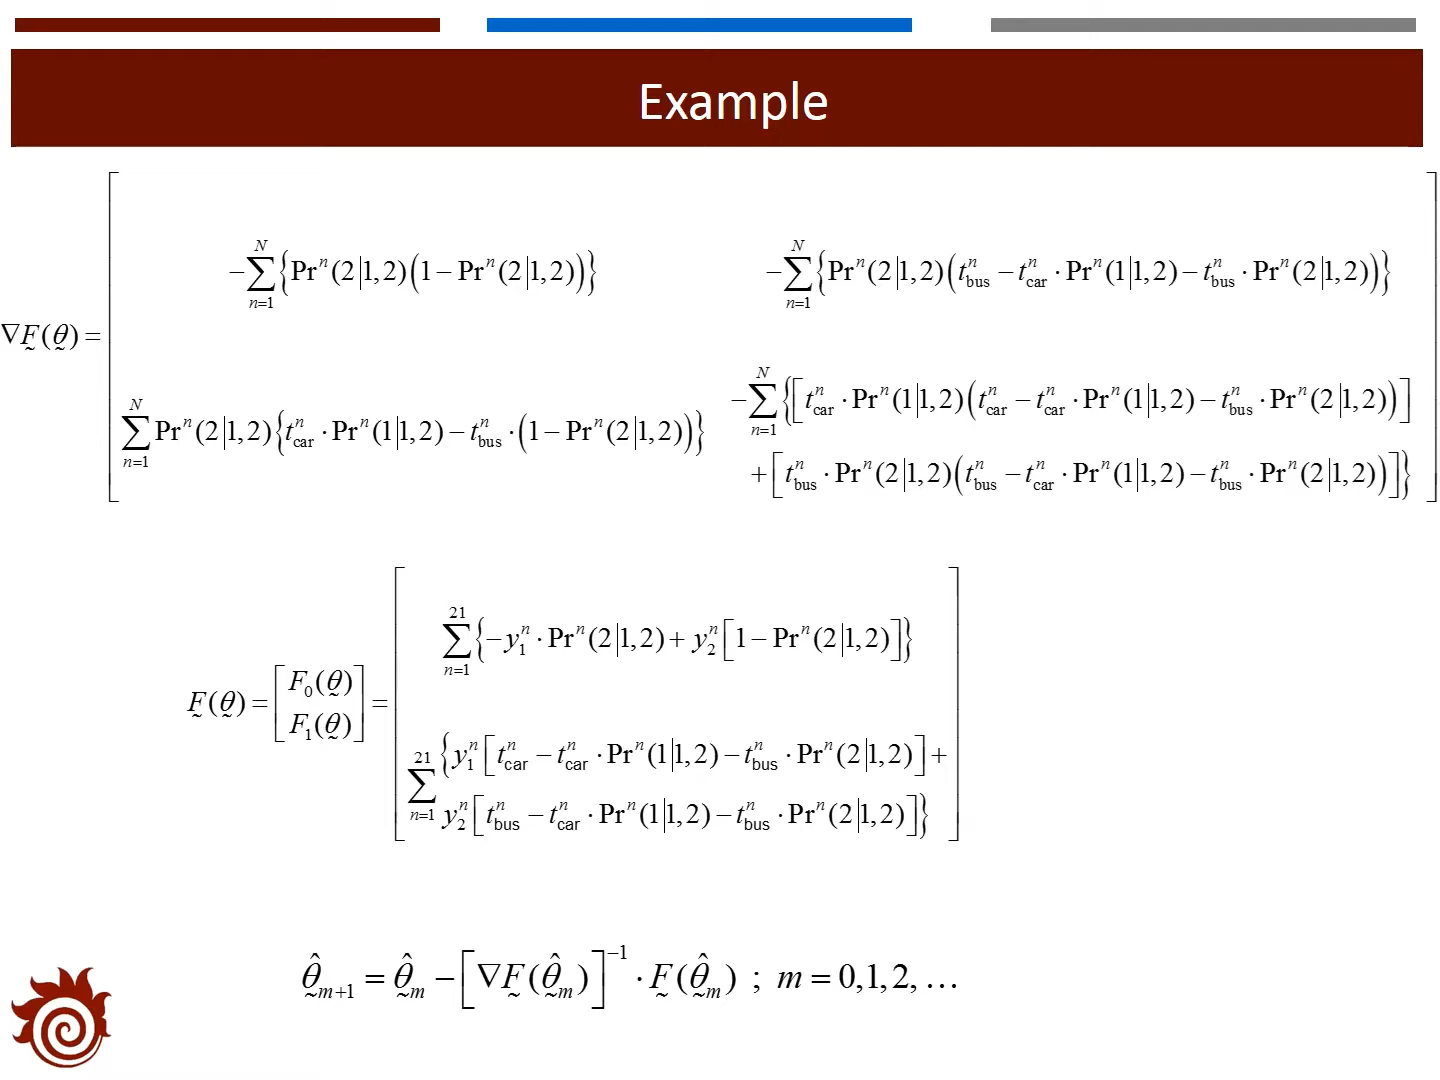 Example
∇F̰(θ̰) = [ −∑_{n=1}^{N} {Pr^n(2|1,2)(1−Pr^n(2|1,2))}    −∑_{n=1}^{N} {Pr^n(2|1,2)(t^n_bus − t^n_car · Pr^n(1|1,2) − t^n_bus · Pr^n(2|1,2))}
∑_{n=1}^{N} Pr^n(2|1,2){t^n_car · Pr^n(1|1,2) − t^n_bus · (1−Pr^n(2|1,2))}    −∑_{n=1}^{N} {[t^n_car · Pr^n(1|1,2)(t^n_car − t^n_car · Pr^n(1|1,2) − t^n_bus · Pr^n(2|1,2))]
+[t^n_bus · Pr^n(2|1,2)(t^n_bus − t^n_car · Pr^n(1|1,2) − t^n_bus · Pr^n(2|1,2))]} ]
F̰(θ̰) = [ F_0(θ̰) F_1(θ̰) ] = [ ∑_{n=1}^{21} {−y_1^n · Pr^n(2|1,2) + y_2^n [1−Pr^n(2|1,2)]}
∑_{n=1}^{21} {y_1^n [t^n_car − t^n_car · Pr^n(1|1,2) − t^n_bus · Pr^n(2|1,2)] +
y_2^n [t^n_bus − t^n_car · Pr^n(1|1,2) − t^n_bus · Pr^n(2|1,2)]} ]
θ̰̂_{m+1} = θ̰̂_m − [∇F̰(θ̰̂_m)]^{−1} · F̰(θ̰̂_m) ; m = 0,1,2,…